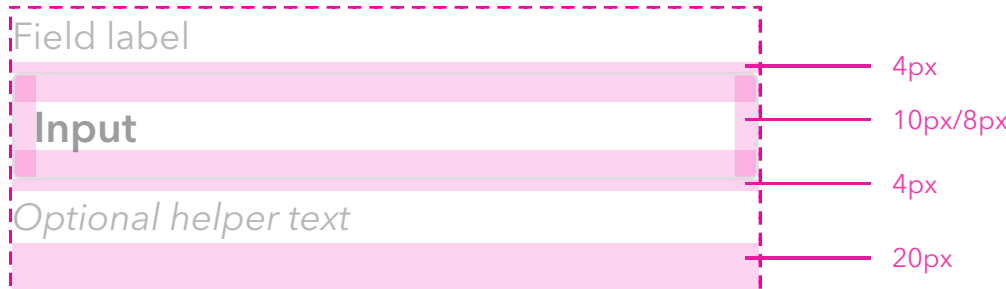 Field label
4px
Input
10px/8px
4px
Optional helper text
20px